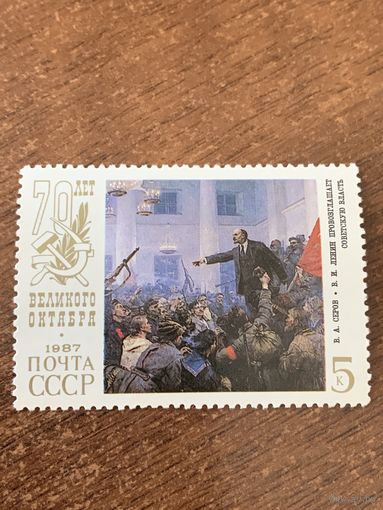 70 ЛЕТ
ВЕЛИКОГО
ОКТЯБРЯ
1987
ПОЧТА
СССР
В. А. СЕРОВ • В. И. ЛЕНИН ПРОВОЗГЛАШАЕТ
СОВЕТСКУЮ ВЛАСТЬ
5 К